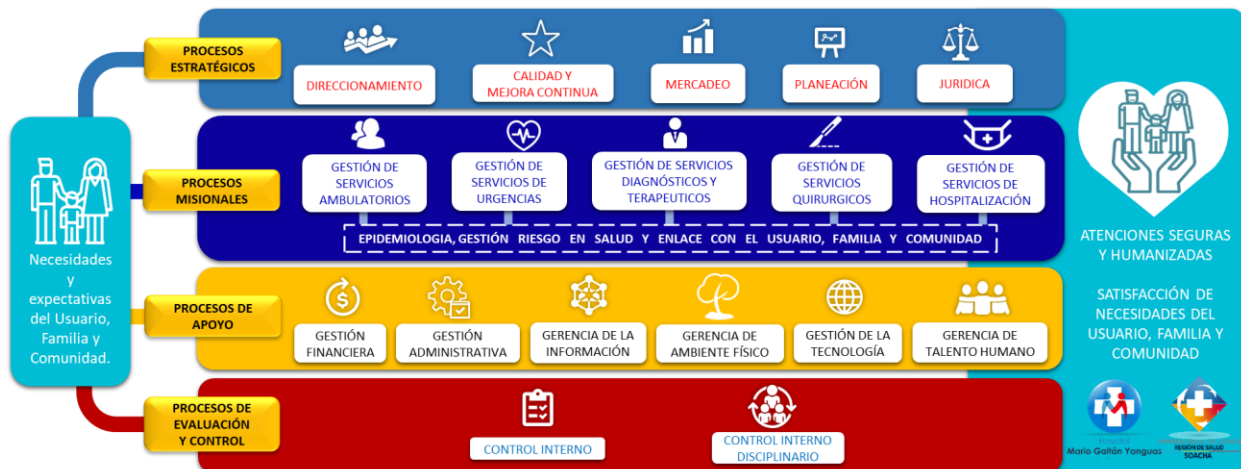 PROCESOS
ESTRATÉGICOS
DIRECCIONAMIENTO
CALIDAD Y
MEJORA CONTINUA
MERCADEO
PLANEACIÓN
JURIDICA
PROCESOS
MISIONALES
GESTIÓN DE
SERVICIOS
AMBULATORIOS
GESTIÓN DE
SERVICIOS DE
URGENCIAS
GESTIÓN DE SERVICIOS
DIAGNÓSTICOS Y
TERAPEUTICOS
GESTIÓN DE
SERVICIOS
QUIRURGICOS
GESTIÓN DE
SERVICIOS DE
HOSPITALIZACIÓN
EPIDEMIOLOGIA, GESTIÓN RIESGO EN SALUD Y ENLACE CON EL USUARIO, FAMILIA Y COMUNIDAD
Necesidades
y
expectativas
del Usuario,
Familia y
Comunidad.
PROCESOS DE
APOYO
GESTIÓN
FINANCIERA
GESTIÓN
ADMINISTRATIVA
GERENCIA DE LA
INFORMACIÓN
GERENCIA DE
AMBIENTE FÍSICO
GESTIÓN DE LA
TECNOLOGÍA
GERENCIA DE
TALENTO HUMANO
PROCESOS DE
EVALUACIÓN
Y CONTROL
CONTROL INTERNO
CONTROL INTERNO
DISCIPLINARIO
ATENCIONES SEGURAS
Y HUMANIZADAS
SATISFACCIÓN DE
NECESIDADES DEL
USUARIO, FAMILIA Y
COMUNIDAD
Hospital
Mario Gaitán Yanguas
REGIÓN DE SALUD
SOACHA